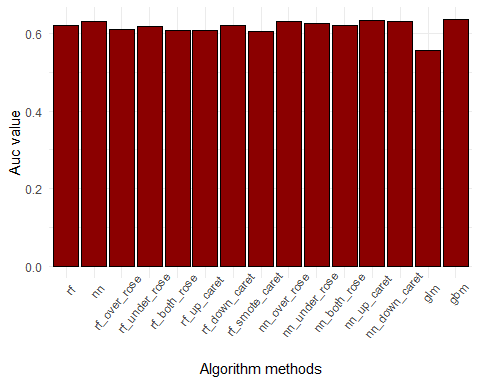 Auc value
0.6
0.4
0.2
0.0
rf
nn
rf_over_rose
rf_under_rose
rf_both_rose
rf_up_caret
rf_down_caret
rf_smote_caret
nn_over_rose
nn_under_rose
nn_both_rose
nn_up_caret
nn_down_caret
glm
gbm
Algorithm methods